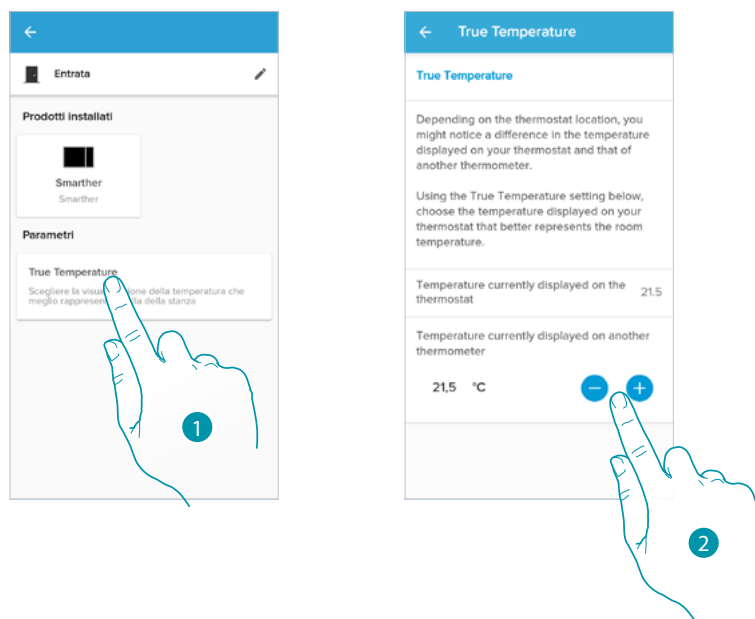 Entrata
Prodotti installati
Smarther
Smarther
Parametri
True Temperature
Scegliere la visua ione della temperatura che
meglio rappresen lla della stanza
1
True Temperature
True Temperature
Depending on the thermostat location, you
might notice a difference in the temperature
displayed on your thermostat and that of
another thermometer.
Using the True Temperature setting below,
choose the temperature displayed on your
thermostat that better represents the room
temperature.
Temperature currently displayed on the
thermostat
21.5
Temperature currently displayed on another
thermometer
21,5 °C
2